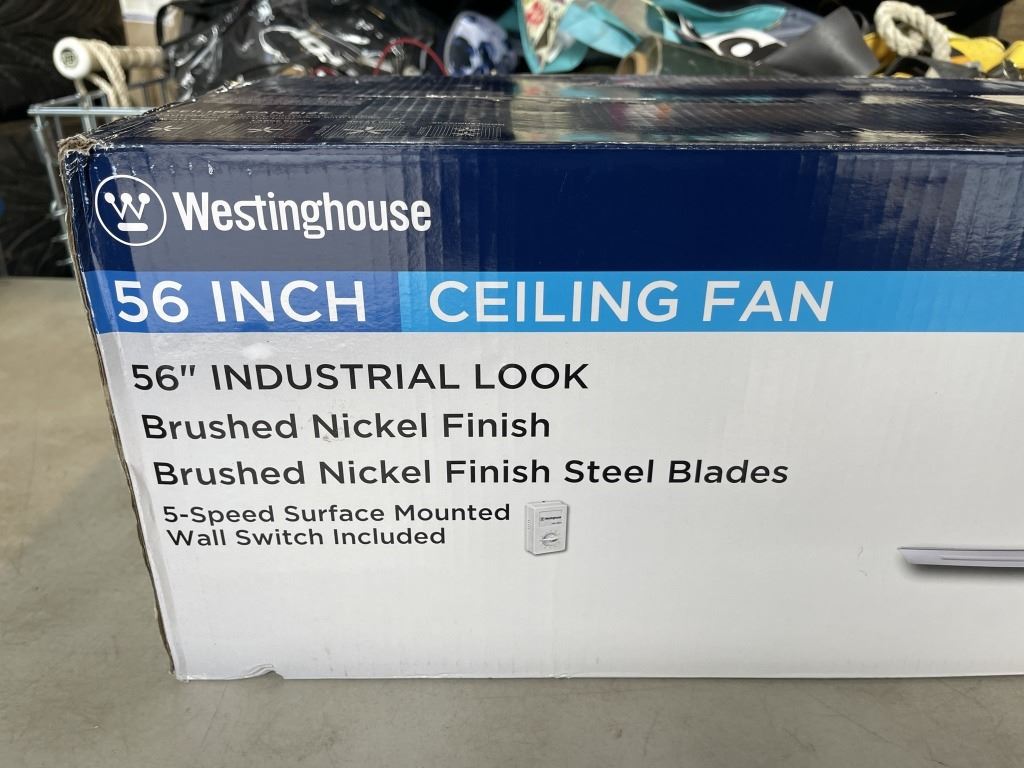 Westinghouse
56 INCH CEILING FAN
56" INDUSTRIAL LOOK
Brushed Nickel Finish
Brushed Nickel Finish Steel Blades
5-Speed Surface Mounted
Wall Switch Included
Westinghouse